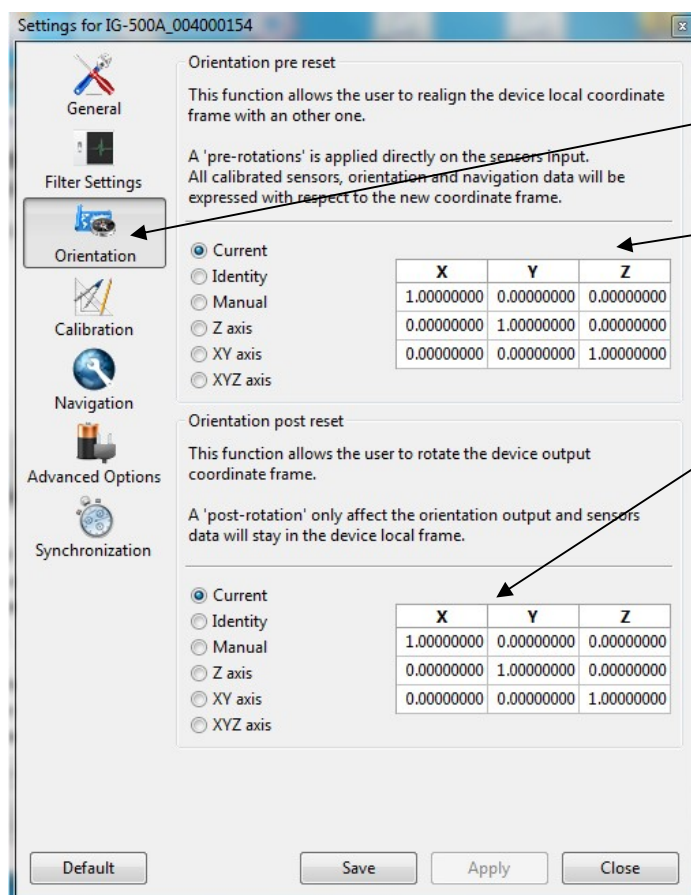 Settings for IG-500A_004000154
General
Filter Settings
Orientation
Calibration
Navigation
Advanced Options
Synchronization
Orientation pre reset
This function allows the user to realign the device local coordinate
frame with an other one.
A 'pre-rotations' is applied directly on the sensors input.
All calibrated sensors, orientation and navigation data will be
expressed with respect to the new coordinate frame.
Current
Identity
Manual
Z axis
XY axis
XYZ axis
X Y Z
1.00000000 0.00000000 0.00000000
0.00000000 1.00000000 0.00000000
0.00000000 0.00000000 1.00000000
Orientation post reset
This function allows the user to rotate the device output
coordinate frame.
A 'post-rotation' only affect the orientation output and sensors
data will stay in the device local frame.
Current
Identity
Manual
Z axis
XY axis
XYZ axis
X Y Z
1.00000000 0.00000000 0.00000000
0.00000000 1.00000000 0.00000000
0.00000000 0.00000000 1.00000000
Default Save Apply Close